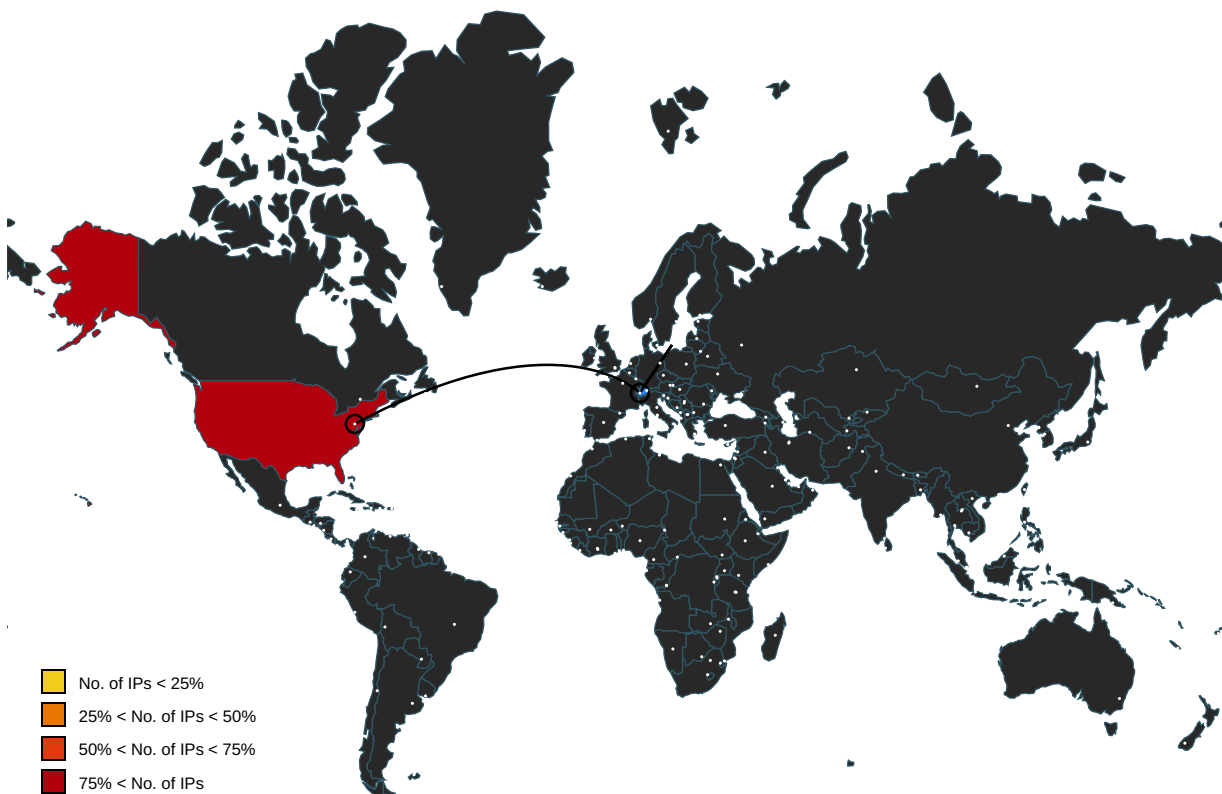 No. of IPs < 25%
25% < No. of IPs < 50%
50% < No. of IPs < 75%
75% < No. of IPs